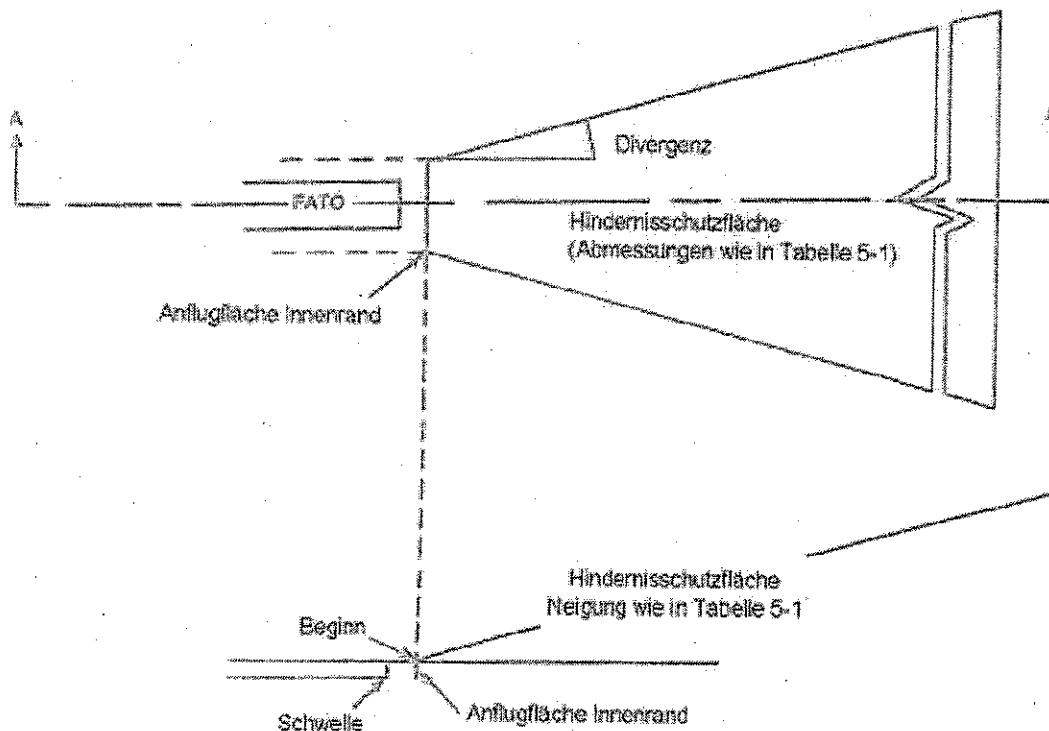 A
Divergenz
FATO
Hindernisschutzfläche
(Abmessungen wie in Tabelle 5-1)
Anflugfläche Innenrand
Hindernisschutzfläche
Neigung wie in Tabelle 5-1
Beginn
Anflugfläche Innenrand
Schwelle